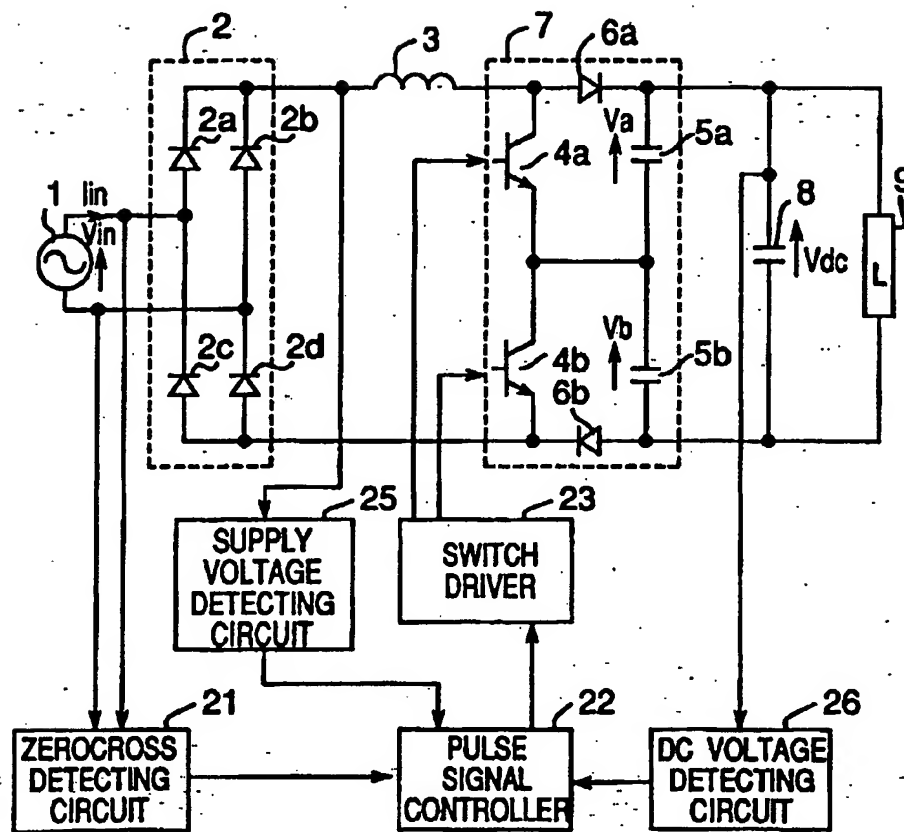 2
3
7
6a
2a
2b
Va
4a
5a
1
Iin
Vin
8
9
Vdc
L
2c
2d
Vb
4b
5b
6b
25
23
SUPPLY
VOLTAGE
DETECTING
CIRCUIT
SWITCH
DRIVER
21
22
26
ZEROCROSS
DETECTING
CIRCUIT
PULSE
SIGNAL
CONTROLLER
DC VOLTAGE
DETECTING
CIRCUIT